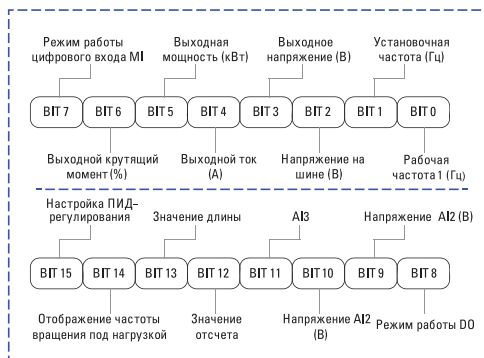 Режим работы
цифрового входа MI
Выходная
мощность (кВт)
Выходное
напряжение (В)
Установочная
частота (Гц)
BIT 7
BIT 6
BIT 5
BIT 4
BIT 3
BIT 2
BIT 1
BIT 0
Выходной крутящий
момент (%)
Выходной ток
(А)
Напряжение на
шине (В)
Рабочая
частота 1 (Гц)
Настройка ПИД–
регулирования
Значение длины
AI3
Напряжение AI2 (В)
BIT 15
BIT 14
BIT 13
BIT 12
BIT 11
BIT 10
BIT 9
BIT 8
Отображение частоты
вращения под нагрузкой
Значение
отсчета
Напряжение AI2
(В)
Режим работы DO